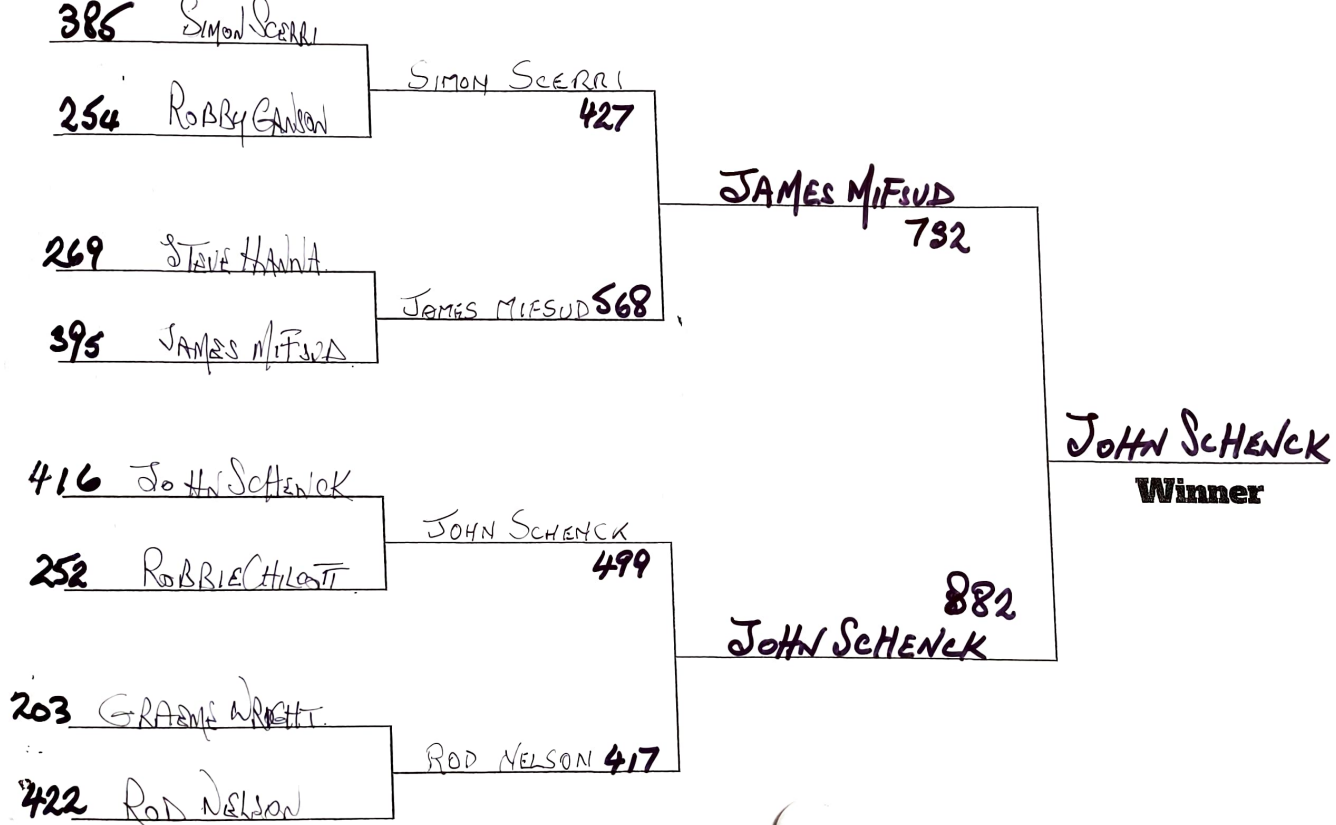 385 Simon Scerri
254 Robby Ganson
SIMON SCERRI
427
269 Steve Hanna
395 James Mifsud
JAMES MIFSUD 568
JAMES MIFSUD
732
416 John Schenck
252 Robbie Chilotti
JOHN SCHENCK
499
203 Graeme Wright
422 Rod Nelson
ROD NELSON 417
882
JOHN SCHENCK
JOHN SCHENCK
Winner